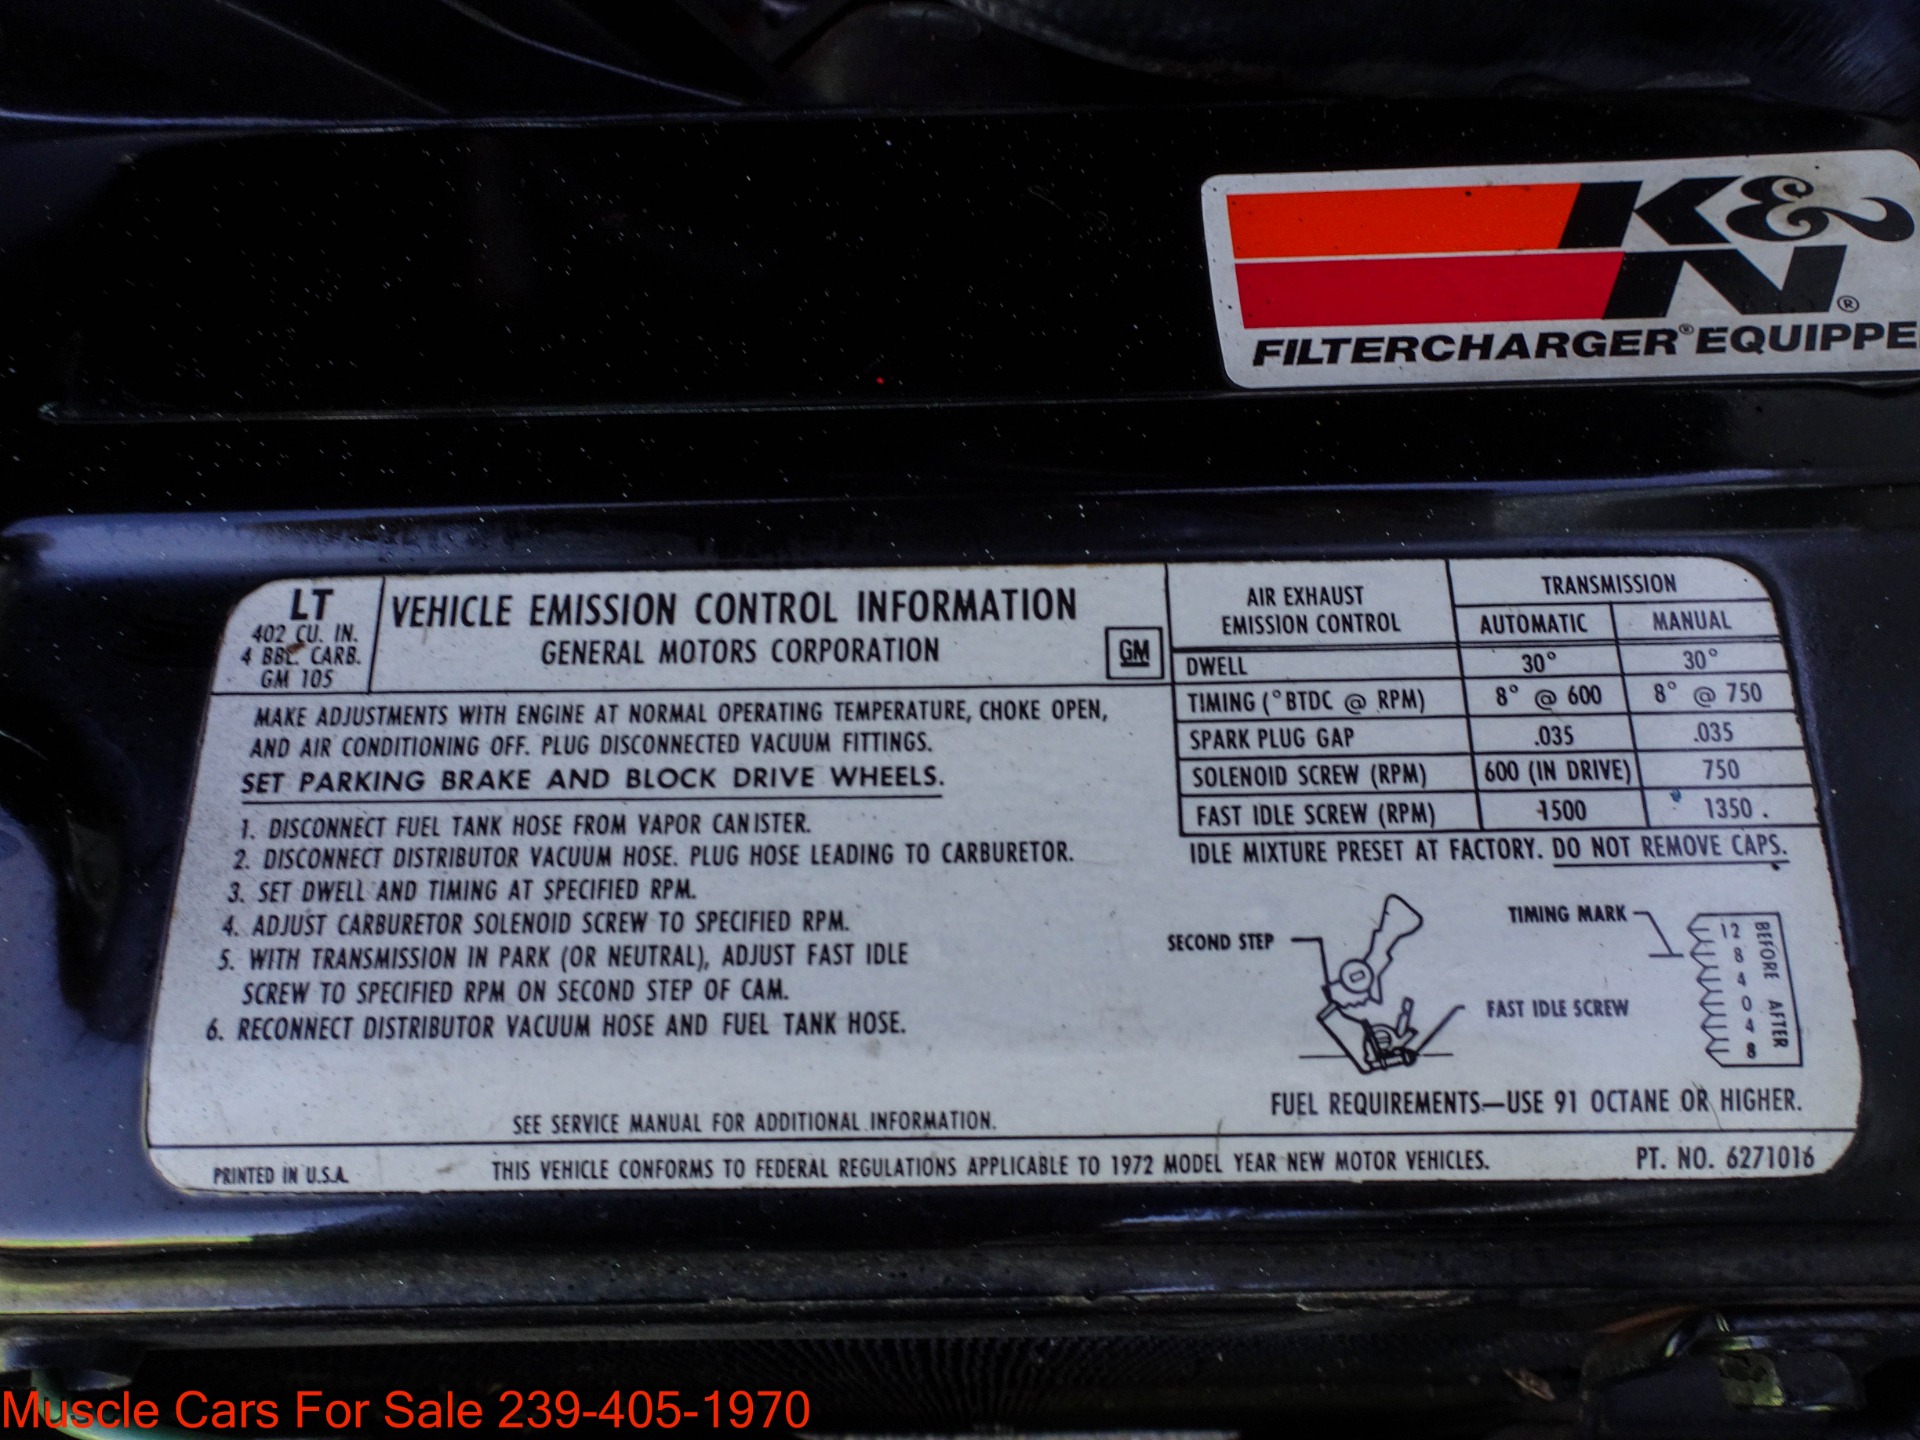 K&
N®
FILTERCHARGER® EQUIPPE
LT
402 CU. IN.
4 BBL. CARB.
GM 105
VEHICLE EMISSION CONTROL INFORMATION
GENERAL MOTORS CORPORATION
GM
MAKE ADJUSTMENTS WITH ENGINE AT NORMAL OPERATING TEMPERATURE, CHOKE OPEN,
AND AIR CONDITIONING OFF. PLUG DISCONNECTED VACUUM FITTINGS.
SET PARKING BRAKE AND BLOCK DRIVE WHEELS.
1. DISCONNECT FUEL TANK HOSE FROM VAPOR CANISTER.
2. DISCONNECT DISTRIBUTOR VACUUM HOSE. PLUG HOSE LEADING TO CARBURETOR.
3. SET DWELL AND TIMING AT SPECIFIED RPM.
4. ADJUST CARBURETOR SOLENOID SCREW TO SPECIFIED RPM.
5. WITH TRANSMISSION IN PARK (OR NEUTRAL), ADJUST FAST IDLE
SCREW TO SPECIFIED RPM ON SECOND STEP OF CAM.
6. RECONNECT DISTRIBUTOR VACUUM HOSE AND FUEL TANK HOSE.
SEE SERVICE MANUAL FOR ADDITIONAL INFORMATION.
AIR EXHAUST
EMISSION CONTROL
TRANSMISSION
AUTOMATIC MANUAL
DWELL 30° 30°
TIMING (°BTDC @ RPM) 8° @ 600 8° @ 750
SPARK PLUG GAP .035 .035
SOLENOID SCREW (RPM) 600 (IN DRIVE) 750
FAST IDLE SCREW (RPM) 1500 1350
IDLE MIXTURE PRESET AT FACTORY. DO NOT REMOVE CAPS.
SECOND STEP
FAST IDLE SCREW
TIMING MARK
12
8
4
0
4
8
BEFORE
AFTER
FUEL REQUIREMENTS—USE 91 OCTANE OR HIGHER.
PRINTED IN U.S.A.
THIS VEHICLE CONFORMS TO FEDERAL REGULATIONS APPLICABLE TO 1972 MODEL YEAR NEW MOTOR VEHICLES.
PT. NO. 6271016
Muscle Cars For Sale 239-405-1970